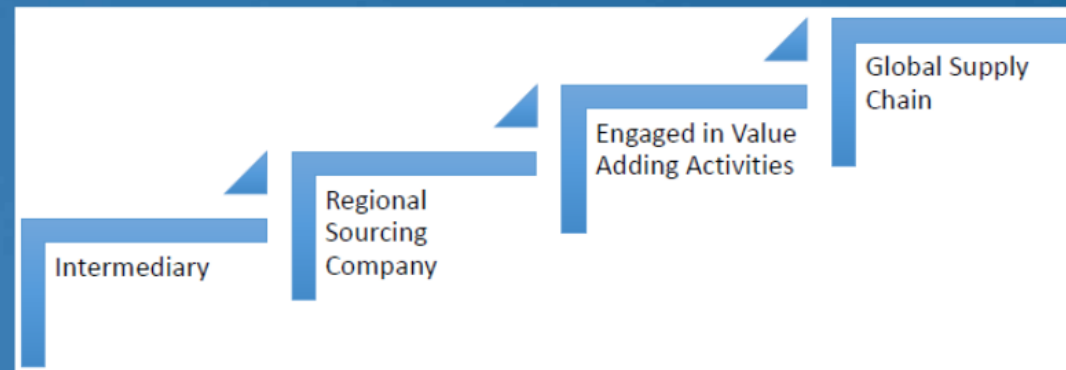 Intermediary
Regional
Sourcing
Company
Engaged in Value
Adding Activities
Global Supply
Chain